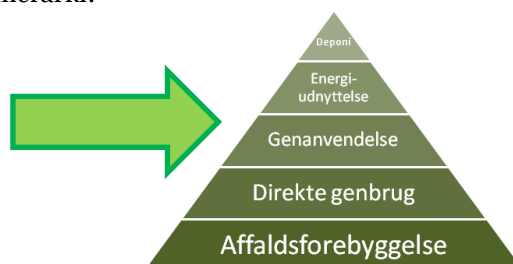 Deponi
Energi-
udnyttelse
Genanvendelse
Direkte genbrug
Affaldsforebyggelse